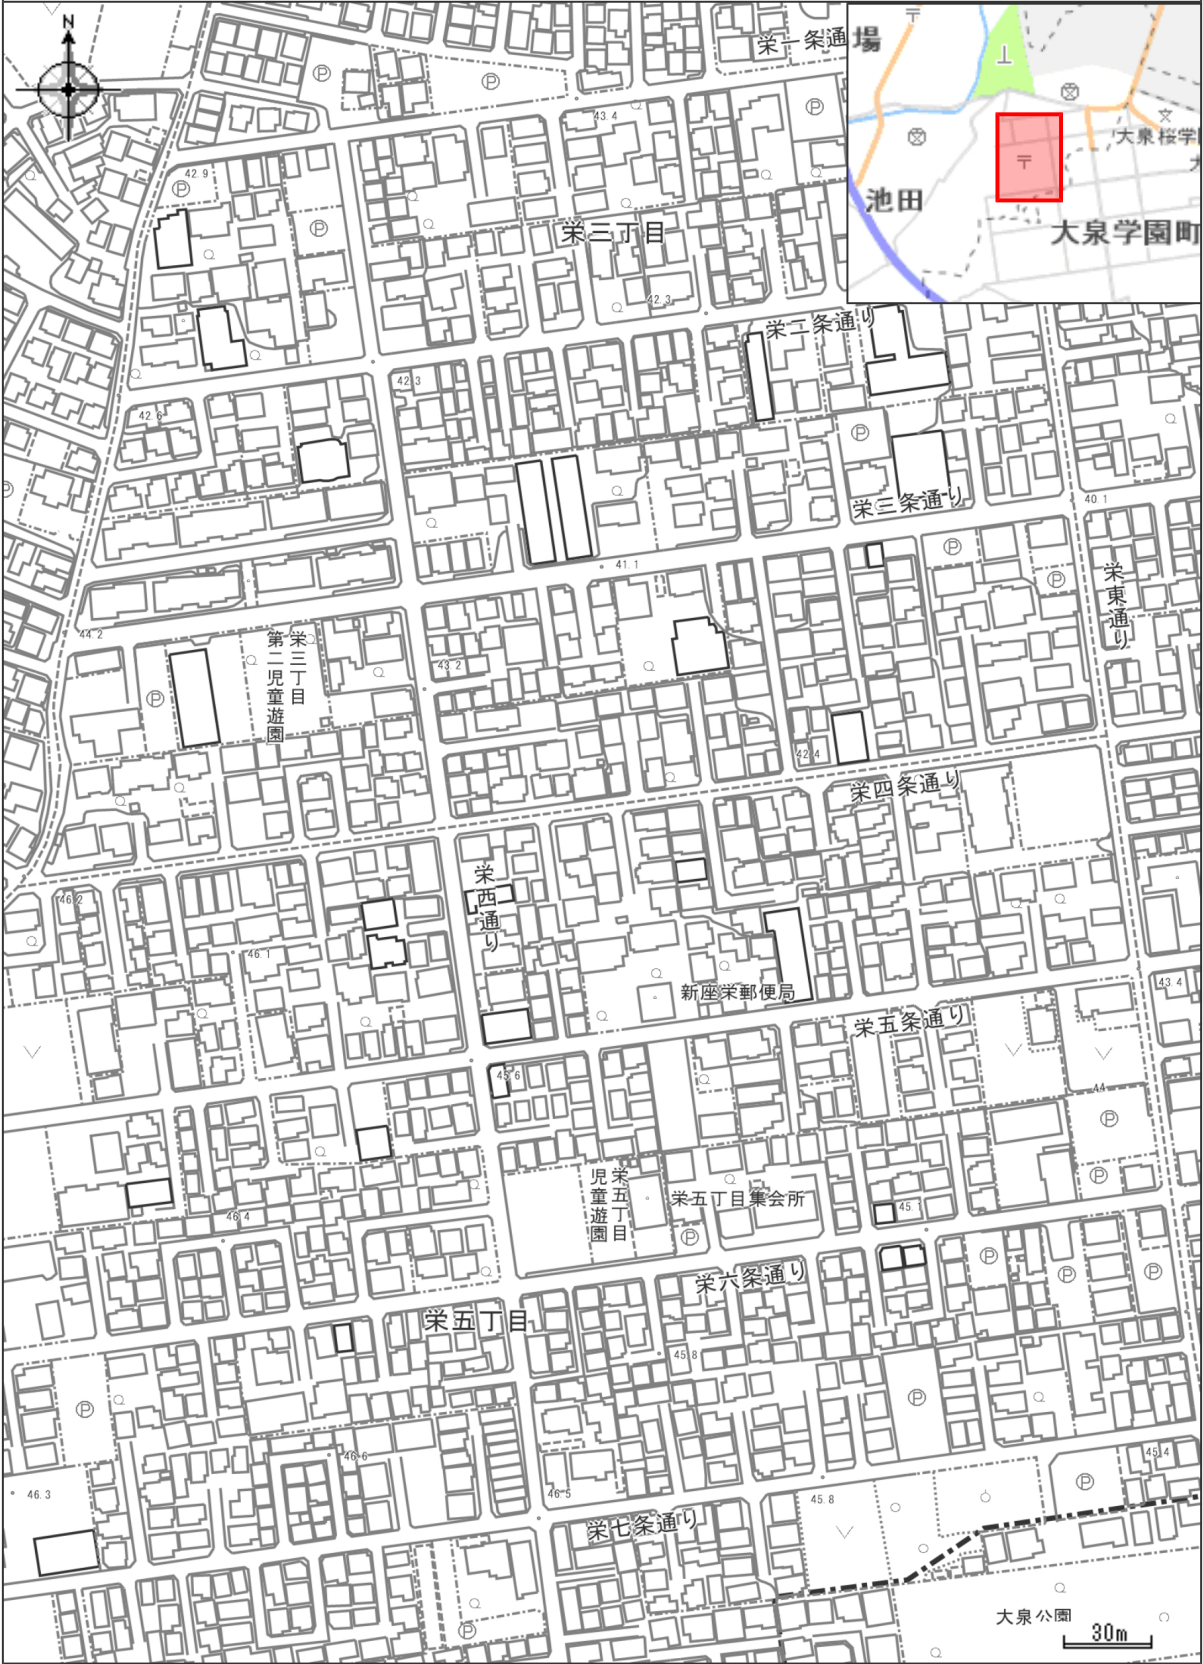 N
栄一条通り
場
大泉桜学
池田
大泉学園町
P
P
P
43.4
42.9
P
P
栄三丁目
42.3
栄二条通り
42.3
42.6
P
P
栄三条通り
40.1
41.1
P
P
栄東通り
44.2
栄三丁目
第二児童遊園
43.2
P
42.4
栄四条通り
栄西通り
46.2
46.1
新座栄郵便局
43.4
栄五条通り
45.6
44
P
P
栄五丁目
児童遊園
栄五丁目集会所
45.1
46.4
P
P
P
P
栄六条通り
栄五丁目
45.8
P
P
46.6
45.4
P
46.3
46.5
45.8
栄七条通り
大泉公園
P
30m